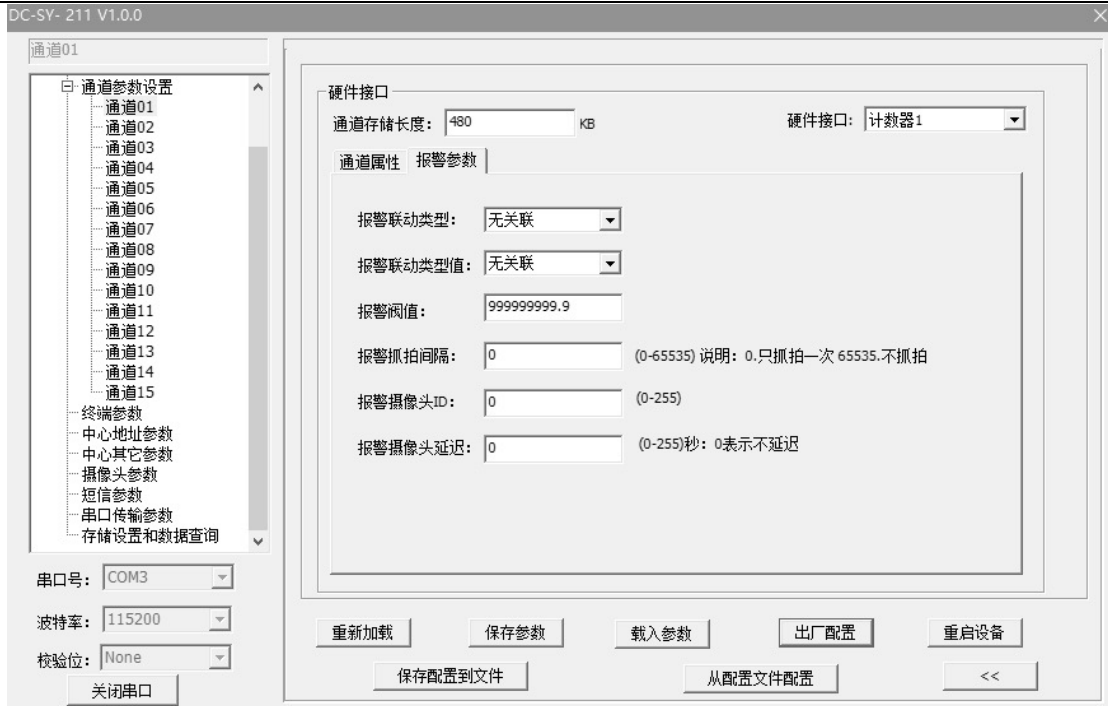 DC-SY- 211 V1.0.0
通道01
通道参数设置
通道01
通道02
通道03
通道04
通道05
通道06
通道07
通道08
通道09
通道10
通道11
通道12
通道13
通道14
通道15
终端参数
中心地址参数
中心其它参数
摄像头参数
短信参数
串口传输参数
存储设置和数据查询
串口号： COM3
波特率： 115200
校验位： None
关闭串口
硬件接口
通道存储长度： 480 KB 硬件接口： 计数器1
通道属性 报警参数
报警联动类型： 无关联
报警联动类型值： 无关联
报警阀值： 999999999.9
报警抓拍间隔： 0 (0-65535) 说明：0.只抓拍一次 65535.不抓拍
报警摄像头ID： 0 (0-255)
报警摄像头延迟： 0 (0-255)秒：0表示不延迟
重新加载 保存参数 载入参数 出厂配置 重启设备
保存配置到文件 从配置文件配置 <<